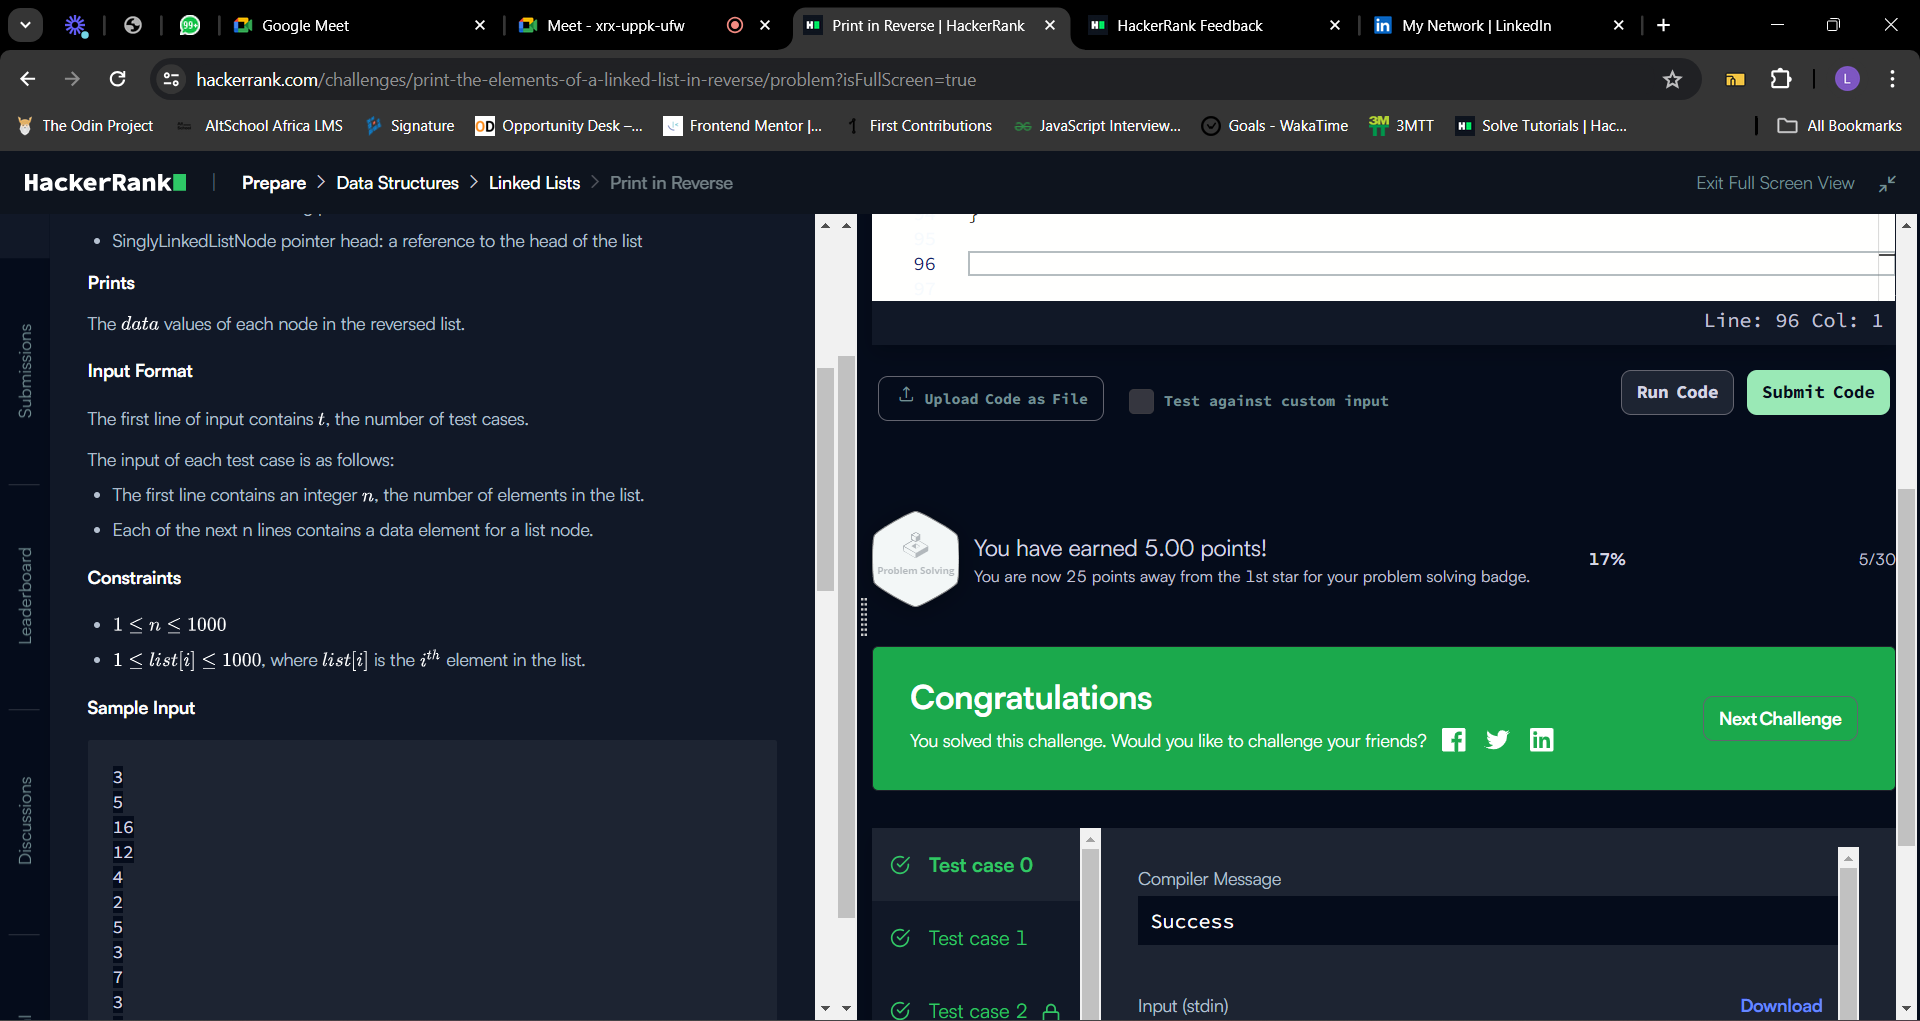 99+
Google Meet
Meet - xrx-uppk-ufw
Print in Reverse | HackerRank
HackerRank Feedback
My Network | LinkedIn
hackerrank.com/challenges/print-the-elements-of-a-linked-list-in-reverse/problem?isFullScreen=true
L
The Odin Project
AltSchool Africa LMS
Signature
OD Opportunity Desk –...
Frontend Mentor |...
First Contributions
JavaScript Interview...
Goals - WakaTime
3M 3MTT
Solve Tutorials | Hac...
All Bookmarks
HackerRank
Prepare > Data Structures > Linked Lists > Print in Reverse
Exit Full Screen View
Submissions
Leaderboard
Discussions
• SinglyLinkedListNode pointer head: a reference to the head of the list
Prints
The data values of each node in the reversed list.
Input Format
The first line of input contains t, the number of test cases.
The input of each test case is as follows:
• The first line contains an integer n, the number of elements in the list.
• Each of the next n lines contains a data element for a list node.
Constraints
• 1 ≤ n ≤ 1000
• 1 ≤ list[i] ≤ 1000, where list[i] is the ith element in the list.
Sample Input
3
5
16
12
4
2
5
3
7
3
95
96
97
Line: 96 Col: 1
Upload Code as File
Test against custom input
Run Code
Submit Code
Problem Solving
You have earned 5.00 points!
You are now 25 points away from the 1st star for your problem solving badge.
17%
5/30
Congratulations
You solved this challenge. Would you like to challenge your friends?
Next Challenge
Test case 0
Test case 1
Test case 2
Compiler Message
Success
Input (stdin)
Download